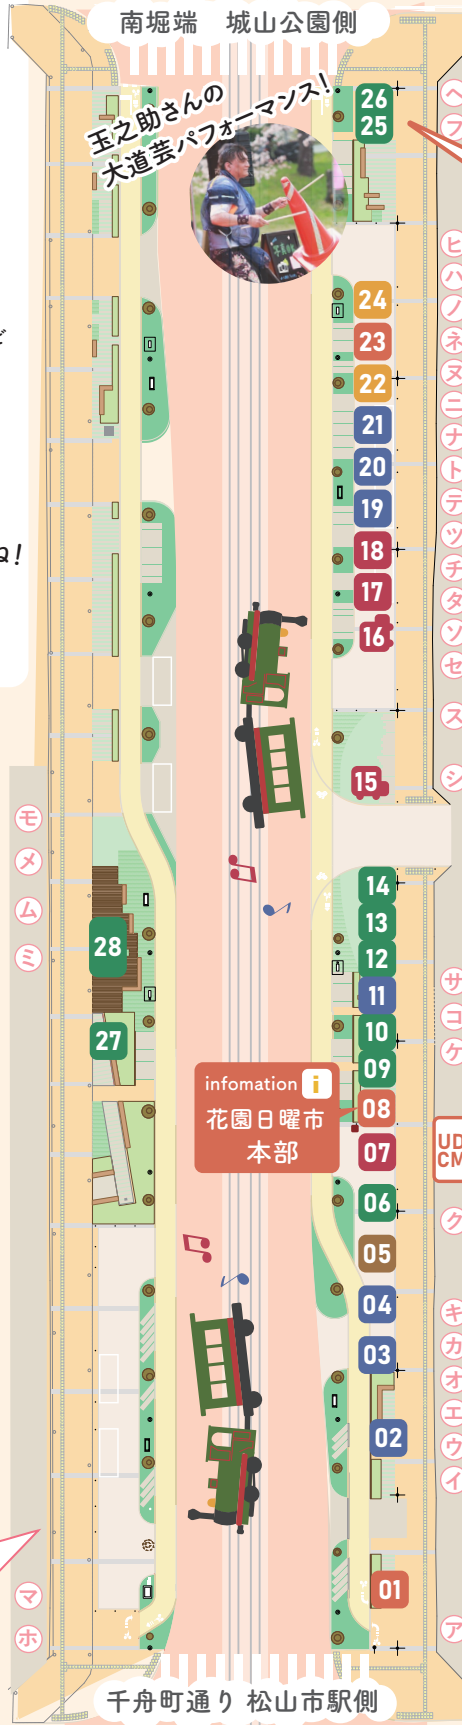 南堀端　城山公園側
玉之助さんの
大道芸パフォーマンス!
26
25
24
23
22
21
20
19
18
17
16
15
14
13
12
11
10
09
08
07
06
05
04
03
02
01
28
27
infomation i
花園日曜市
本部
ヘ
フ
ヒ
ハ
ノ
ネ
ヌ
ニ
ナ
ト
テ
ツ
チ
タ
ソ
セ
ス
シ
サ
コ
ケ
UD
CM
ク
キ
カ
オ
エ
ウ
イ
ア
ど
ね!
モ
メ
ム
ミ
マ
ホ
千舟町通り 松山市駅側